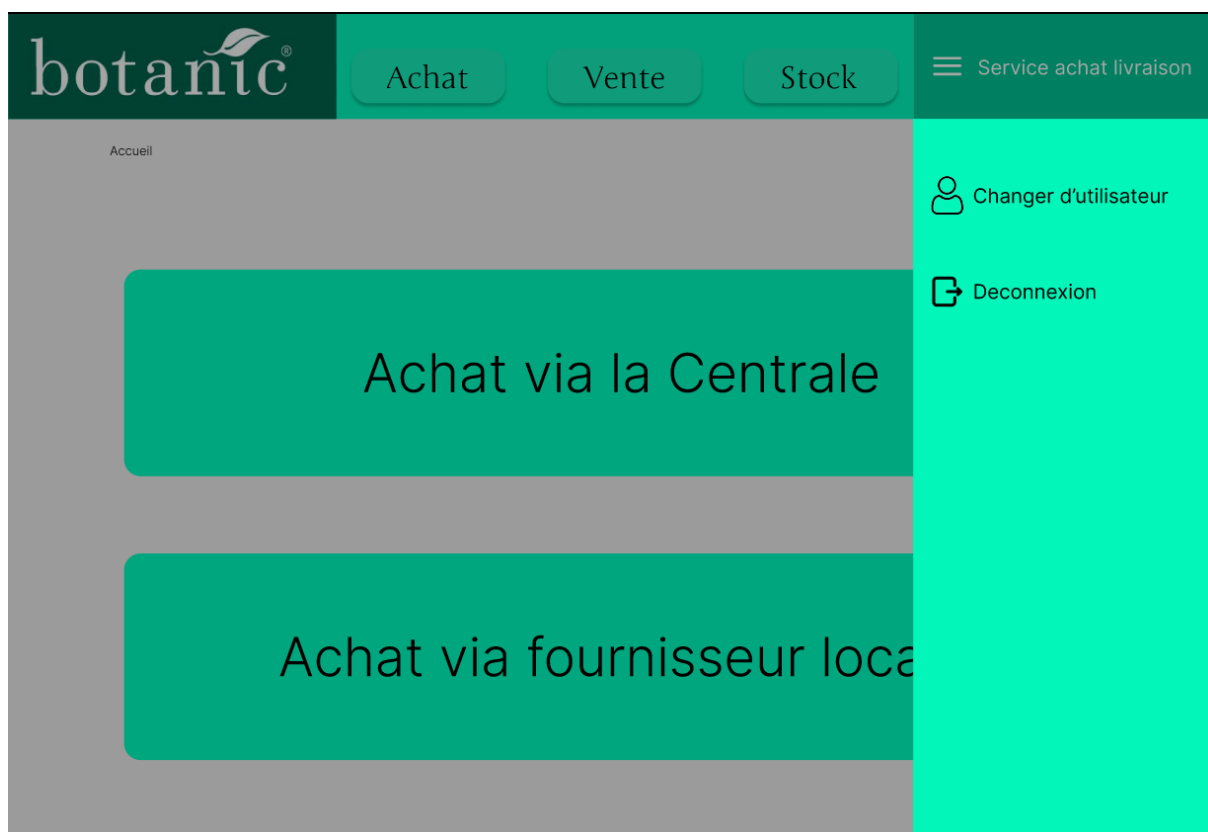 botanic®
Achat
Vente
Stock
Service achat livraison
Accueil
Changer d'utilisateur
Deconnexion
Achat via la Centrale
Achat via fournisseur loca